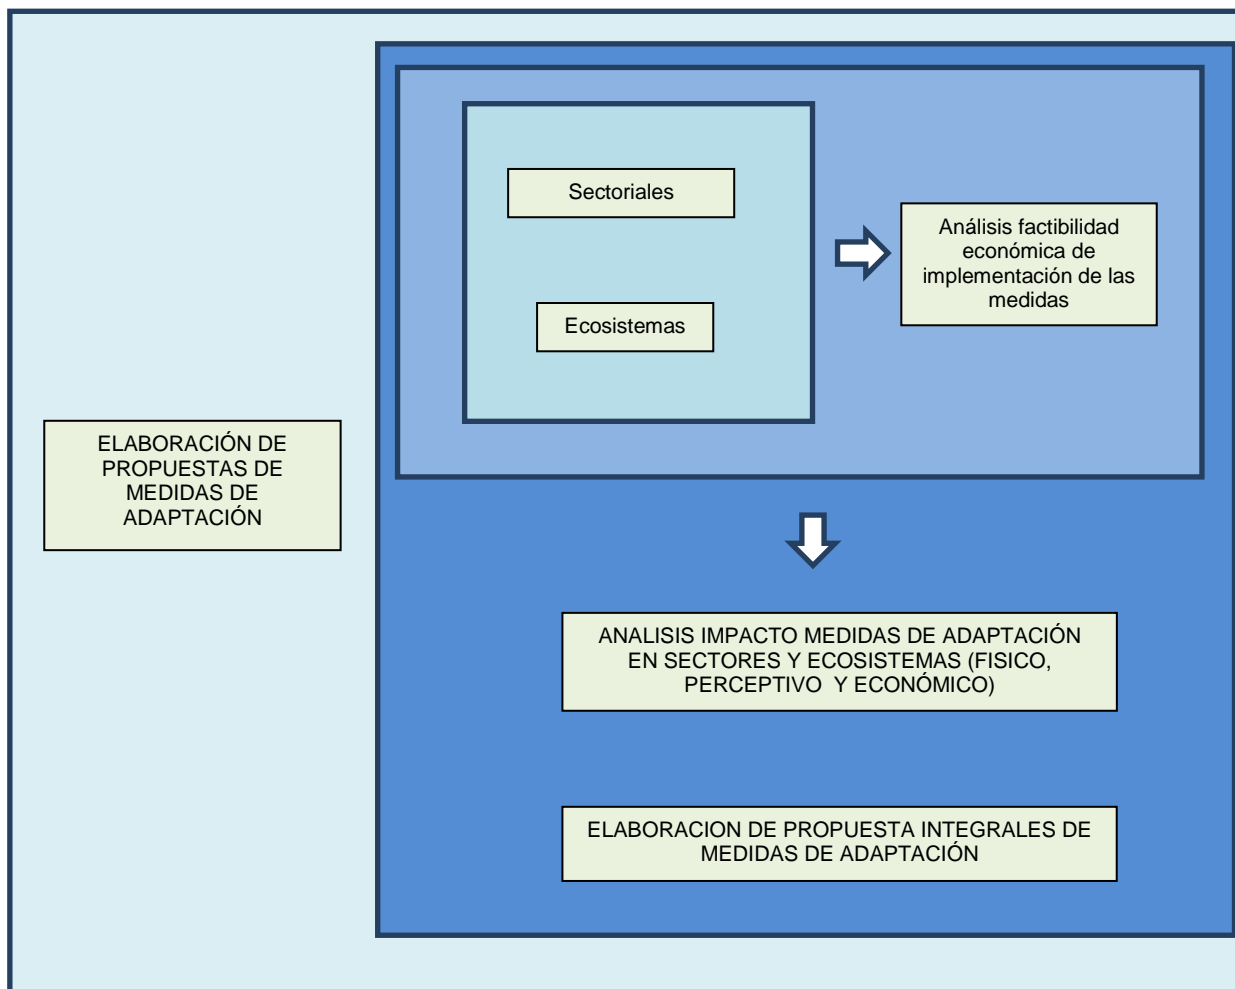 Sectoriales
Análisis factibilidad
económica de
implementación de las
medidas
Ecosistemas
ELABORACIÓN DE
PROPUESTAS DE
MEDIDAS DE
ADAPTACIÓN
ANALISIS IMPACTO MEDIDAS DE ADAPTACIÓN
EN SECTORES Y ECOSISTEMAS (FISICO,
PERCEPTIVO Y ECONÓMICO)
ELABORACION DE PROPUESTA INTEGRALES DE
MEDIDAS DE ADAPTACIÓN